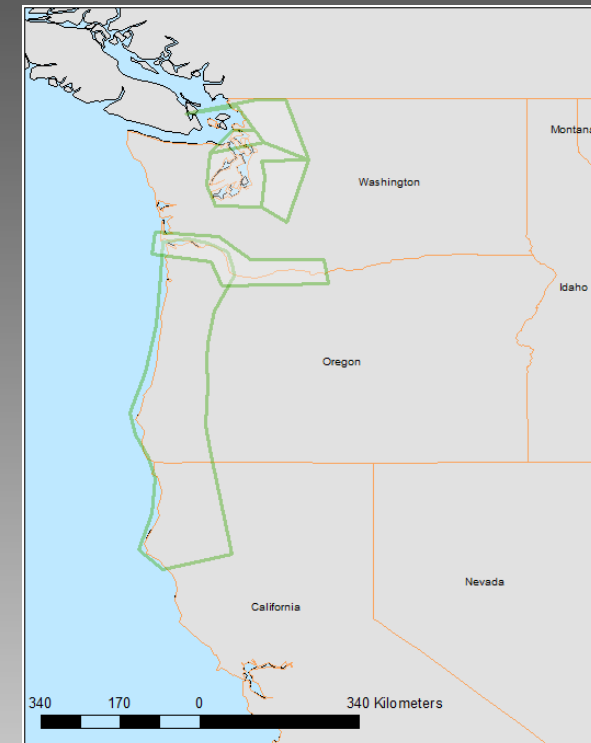 Montana
Washington
Idaho
Oregon
Nevada
California
340 170 0 340 Kilometers